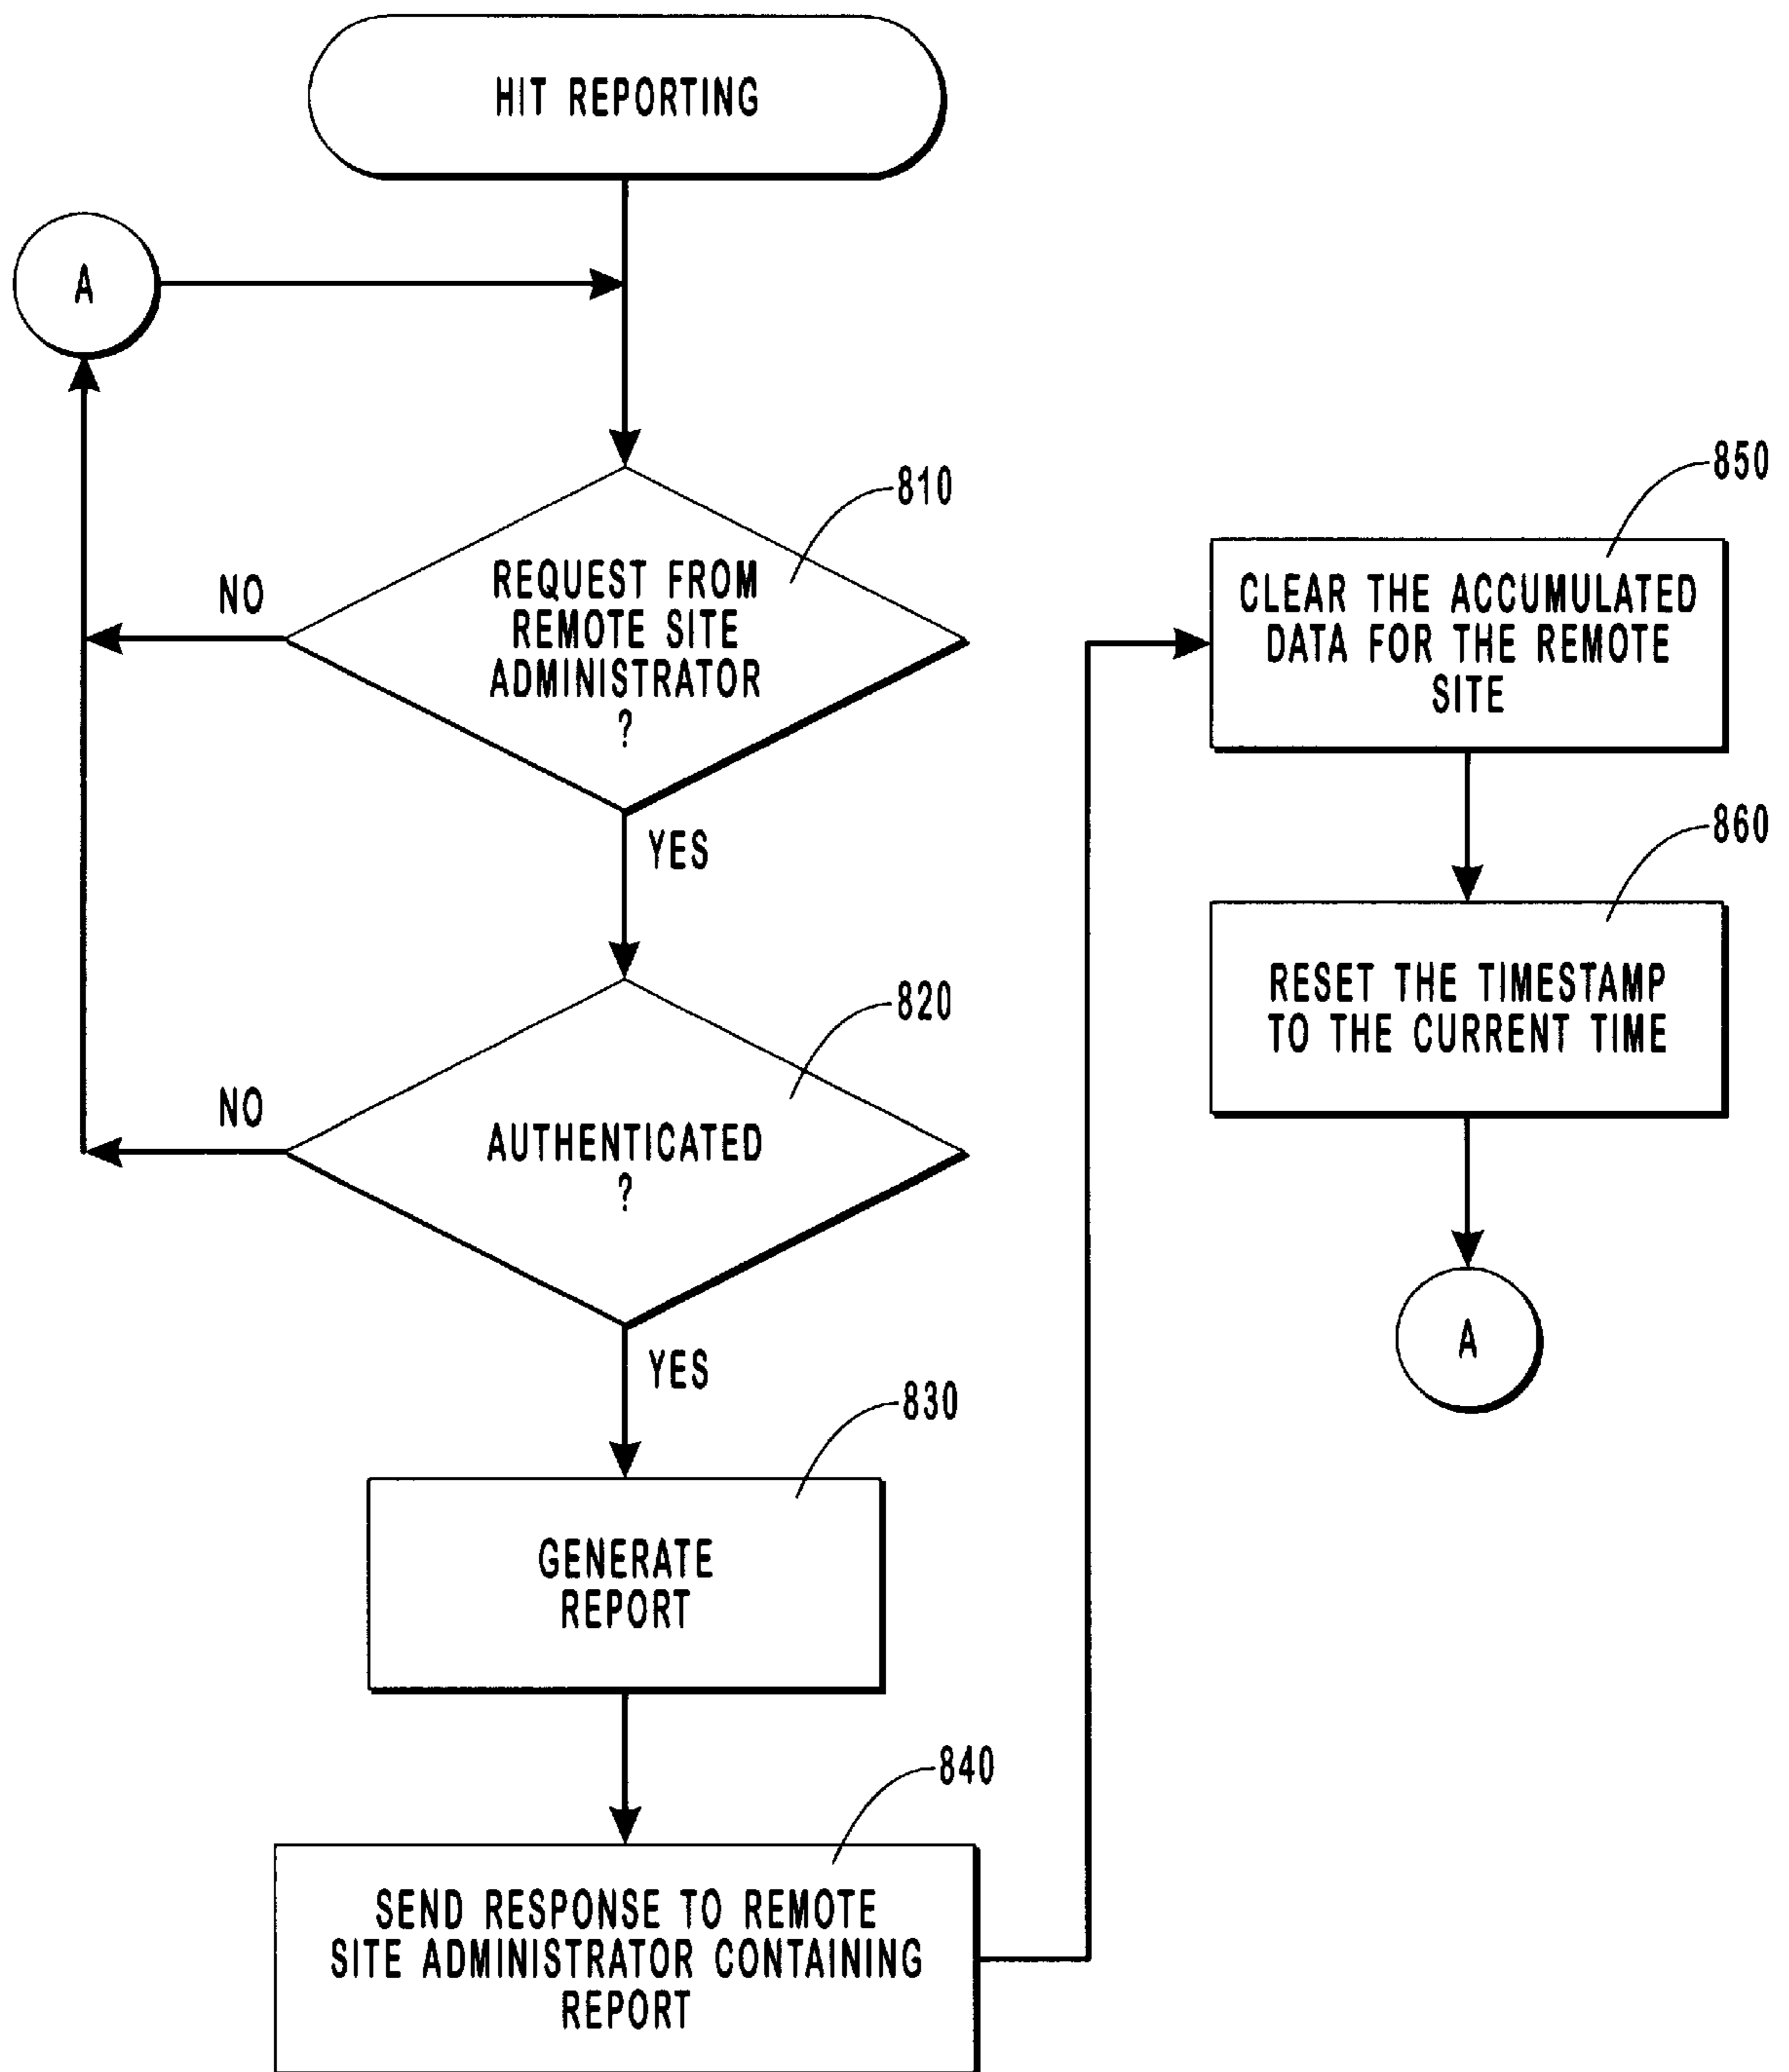 HIT REPORTING
A
810
REQUEST FROM
REMOTE SITE
ADMINISTRATOR
?
NO
YES
820
AUTHENTICATED
?
NO
YES
830
GENERATE
REPORT
840
SEND RESPONSE TO REMOTE
SITE ADMINISTRATOR CONTAINING
REPORT
850
CLEAR THE ACCUMULATED
DATA FOR THE REMOTE
SITE
860
RESET THE TIMESTAMP
TO THE CURRENT TIME
A